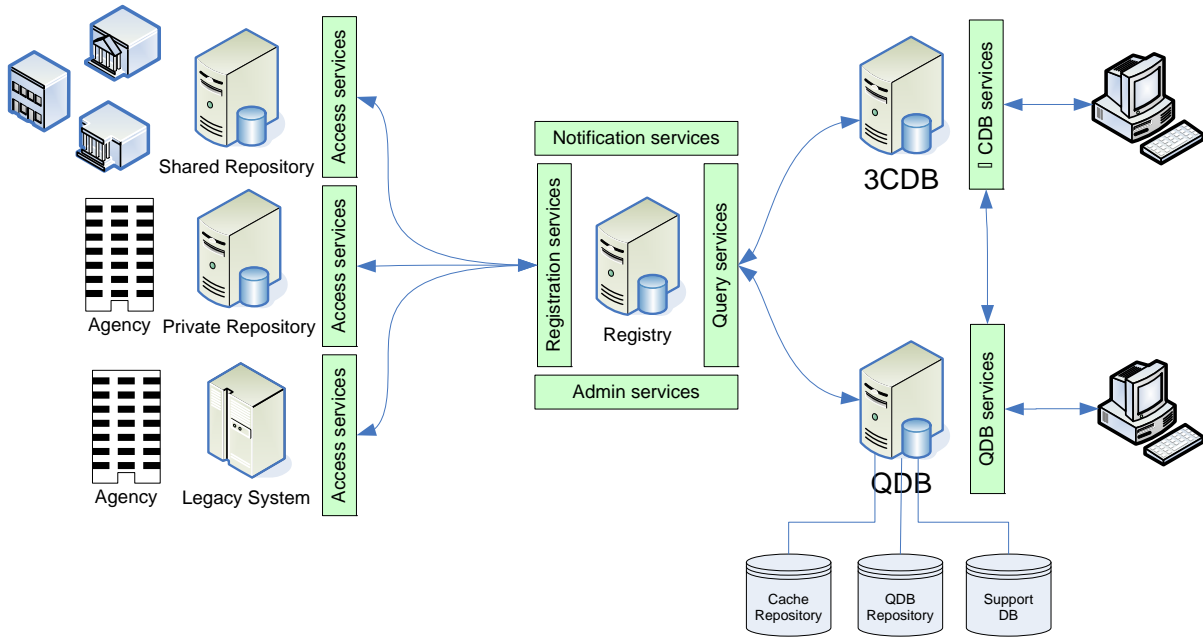 Shared Repository
Access services
Agency
Private Repository
Access services
Agency
Legacy System
Access services
Notification services
Registration services
Registry
Query services
Admin services
3CDB
▯ CDB services
QDB
QDB services
Cache
Repository
QDB
Repository
Support
DB